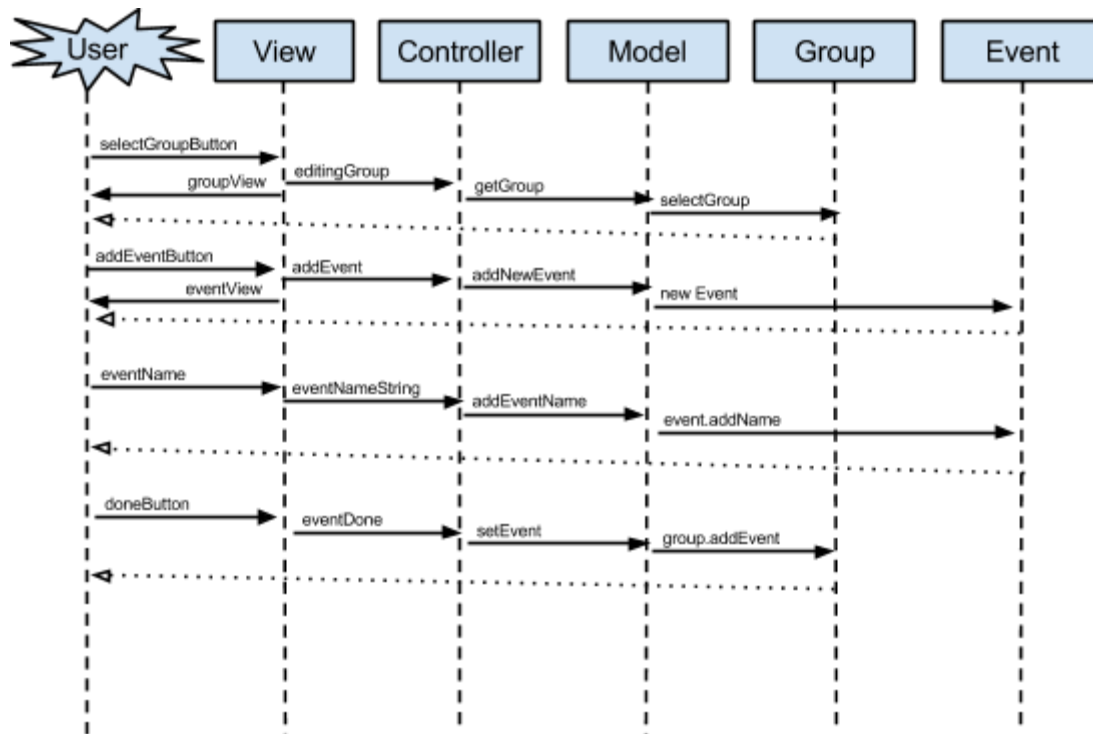 User View Controller Model Group Event
selectGroupButton
editingGroup
groupView
getGroup
selectGroup
addEventButton
addEvent
addNewEvent
eventView
new Event
eventName
eventNameString
addEventName
event.addName
doneButton
eventDone
setEvent
group.addEvent